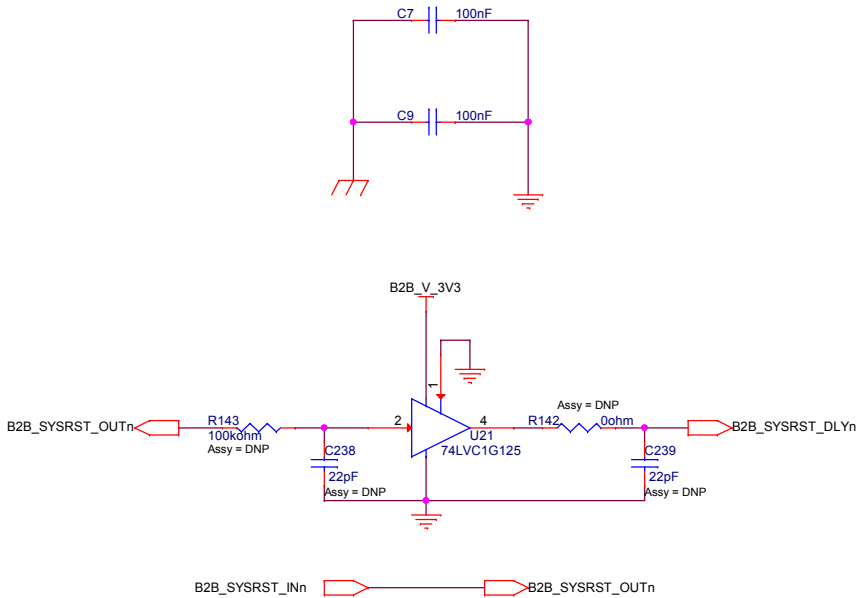 C7 100nF
C9 100nF
B2B_V_3V3
1
Assy = DNP
B2B_SYSRST_OUTn
R143
100kohm
Assy = DNP
2
4
R142
0ohm
B2B_SYSRST_DLYn
U21
74LVC1G125
C238
22pF
Assy = DNP
C239
22pF
Assy = DNP
B2B_SYSRST_INn
B2B_SYSRST_OUTn